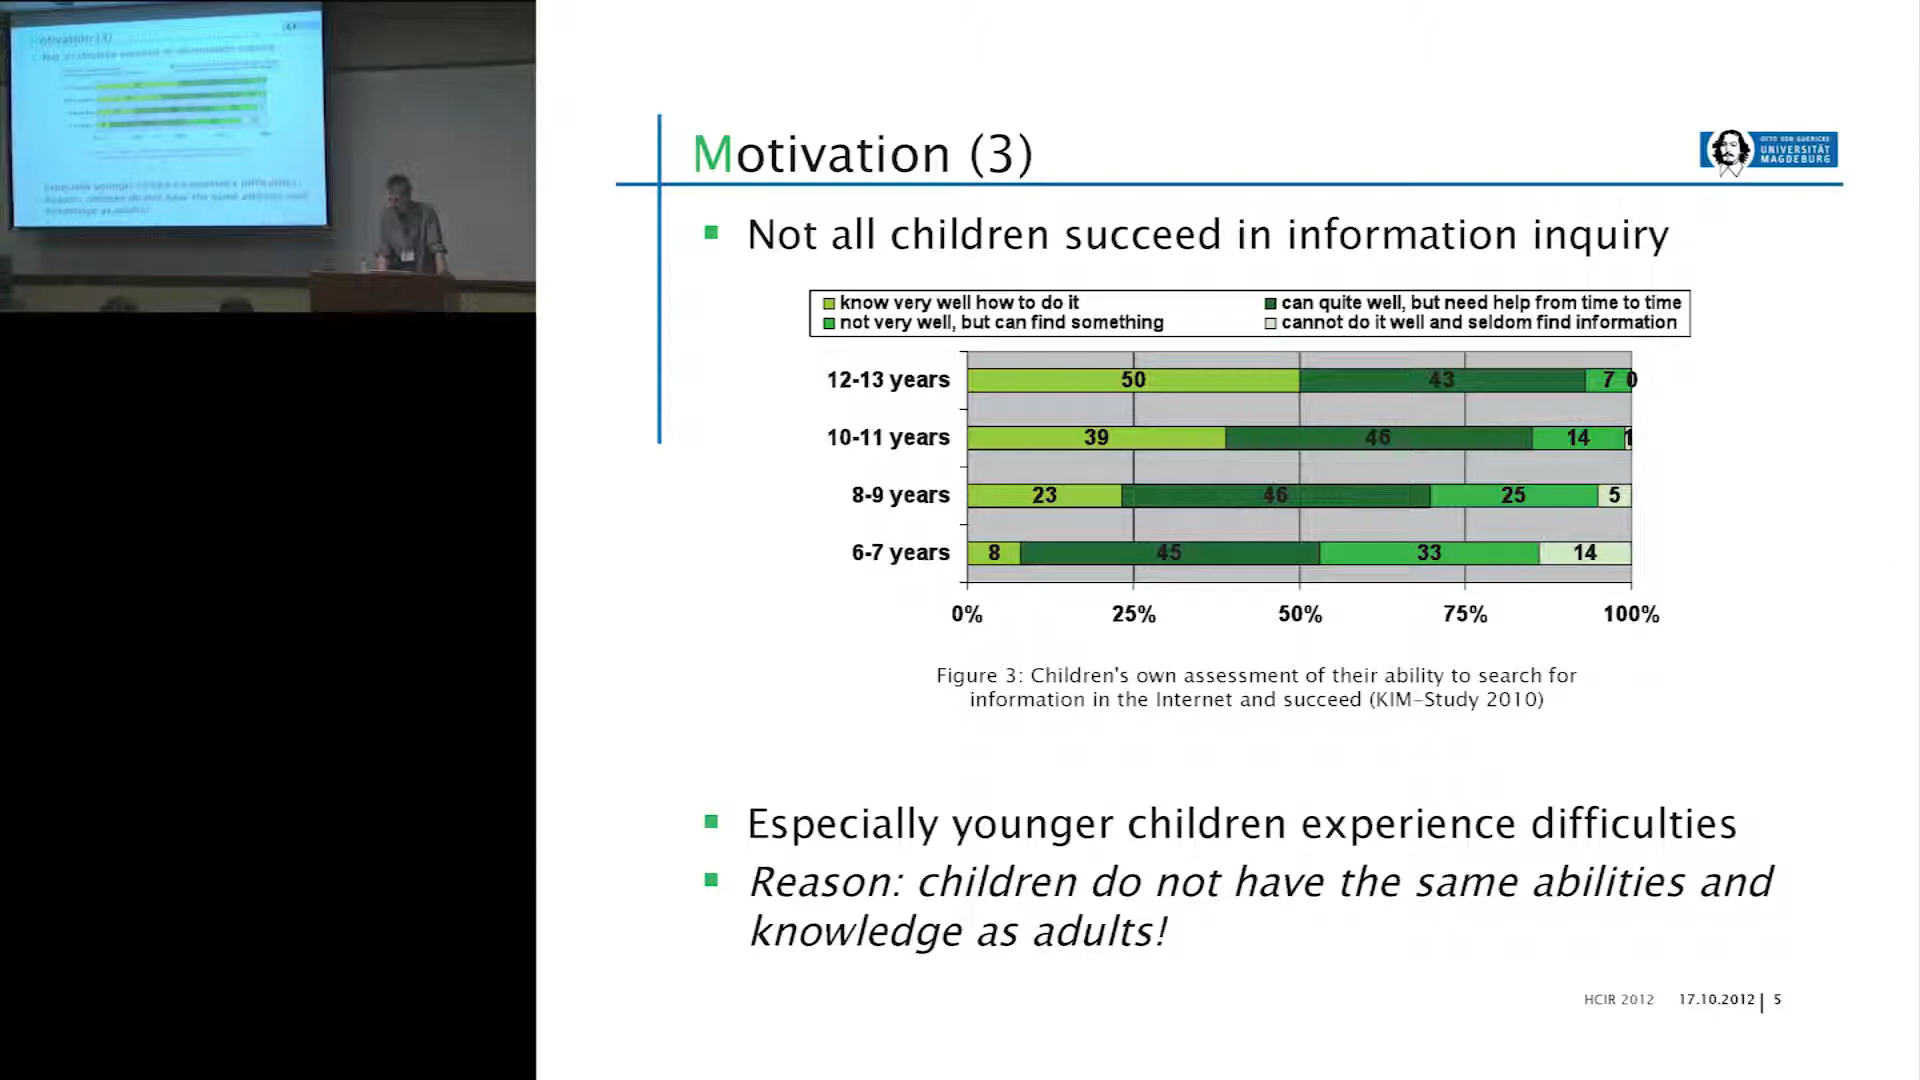 Motivation (3)
OTTO VON GUERICKE
UNIVERSITÄT
MAGDEBURG
Not all children succeed in information inquiry
know very well how to do it
can quite well, but need help from time to time
not very well, but can find something
cannot do it well and seldom find information
12-13 years 50 43 7 0
10-11 years 39 46 14 1
8-9 years 23 46 25 5
6-7 years 8 45 33 14
0% 25% 50% 75% 100%
Figure 3: Children's own assessment of their ability to search for
information in the Internet and succeed (KIM-Study 2010)
Especially younger children experience difficulties
Reason: children do not have the same abilities and
knowledge as adults!
HCIR 2012 17.10.2012 | 5